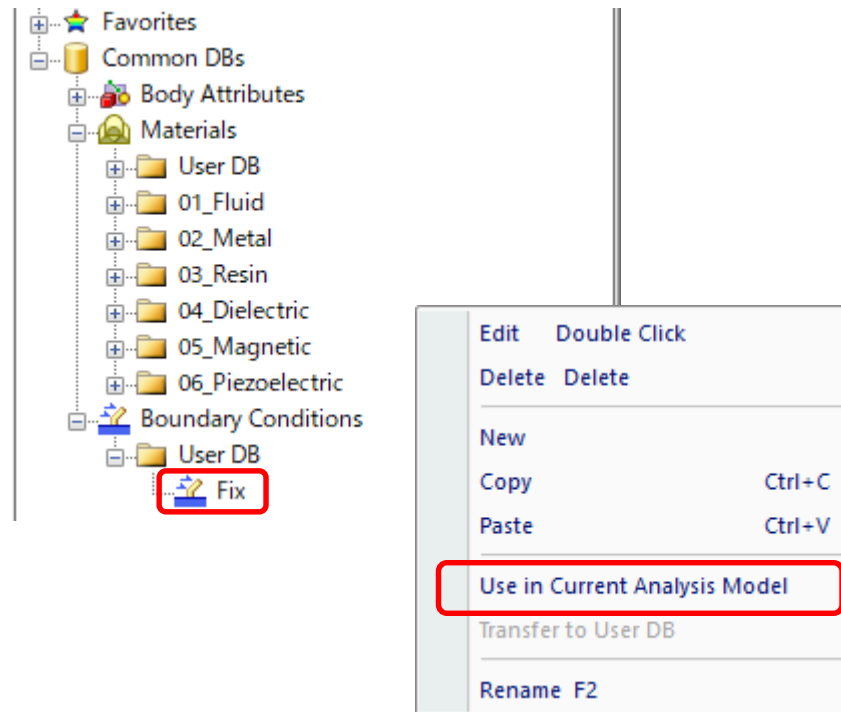 Favorites
Common DBs
Body Attributes
Materials
User DB
01_Fluid
02_Metal
03_Resin
04_Dielectric
05_Magnetic
06_Piezoelectric
Boundary Conditions
User DB
Fix
Edit Double Click
Delete Delete
New
Copy Ctrl+C
Paste Ctrl+V
Use in Current Analysis Model
Transfer to User DB
Rename F2